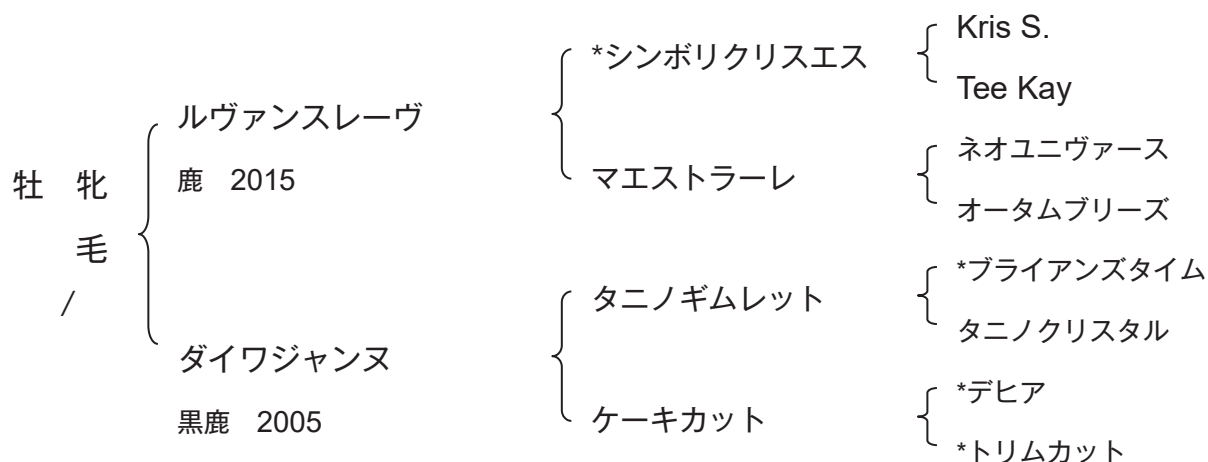 牡 牝
毛
/
ルヴァンスレーヴ
鹿 2015
ダイワジャンヌ
黒鹿 2005
*シンボリクリスエス
マエストラーレ
タニノギムレット
ケーキカット
Kris S.
Tee Kay
ネオユニヴァース
オータムブリーズ
*ブライアンズタイム
タニノクリスタル
*デヒア
*トリムカット